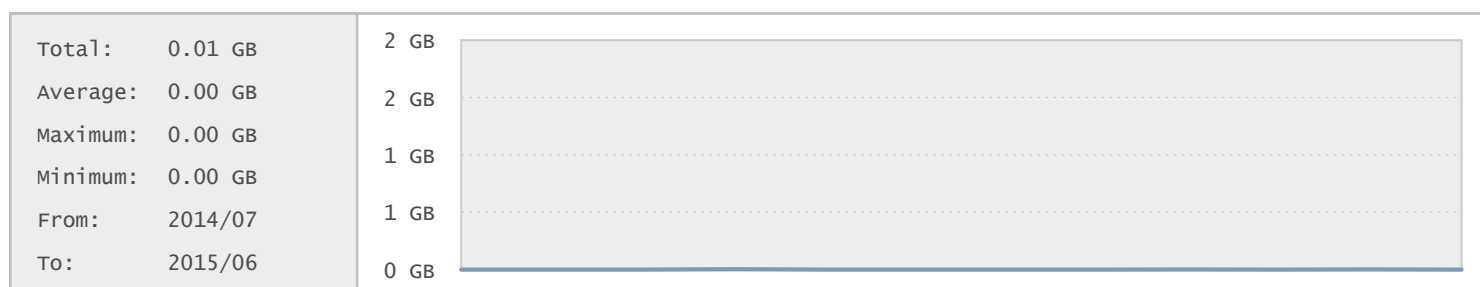 Total: 0.01 GB
Average: 0.00 GB
Maximum: 0.00 GB
Minimum: 0.00 GB
From: 2014/07
To: 2015/06
2 GB
2 GB
1 GB
1 GB
0 GB